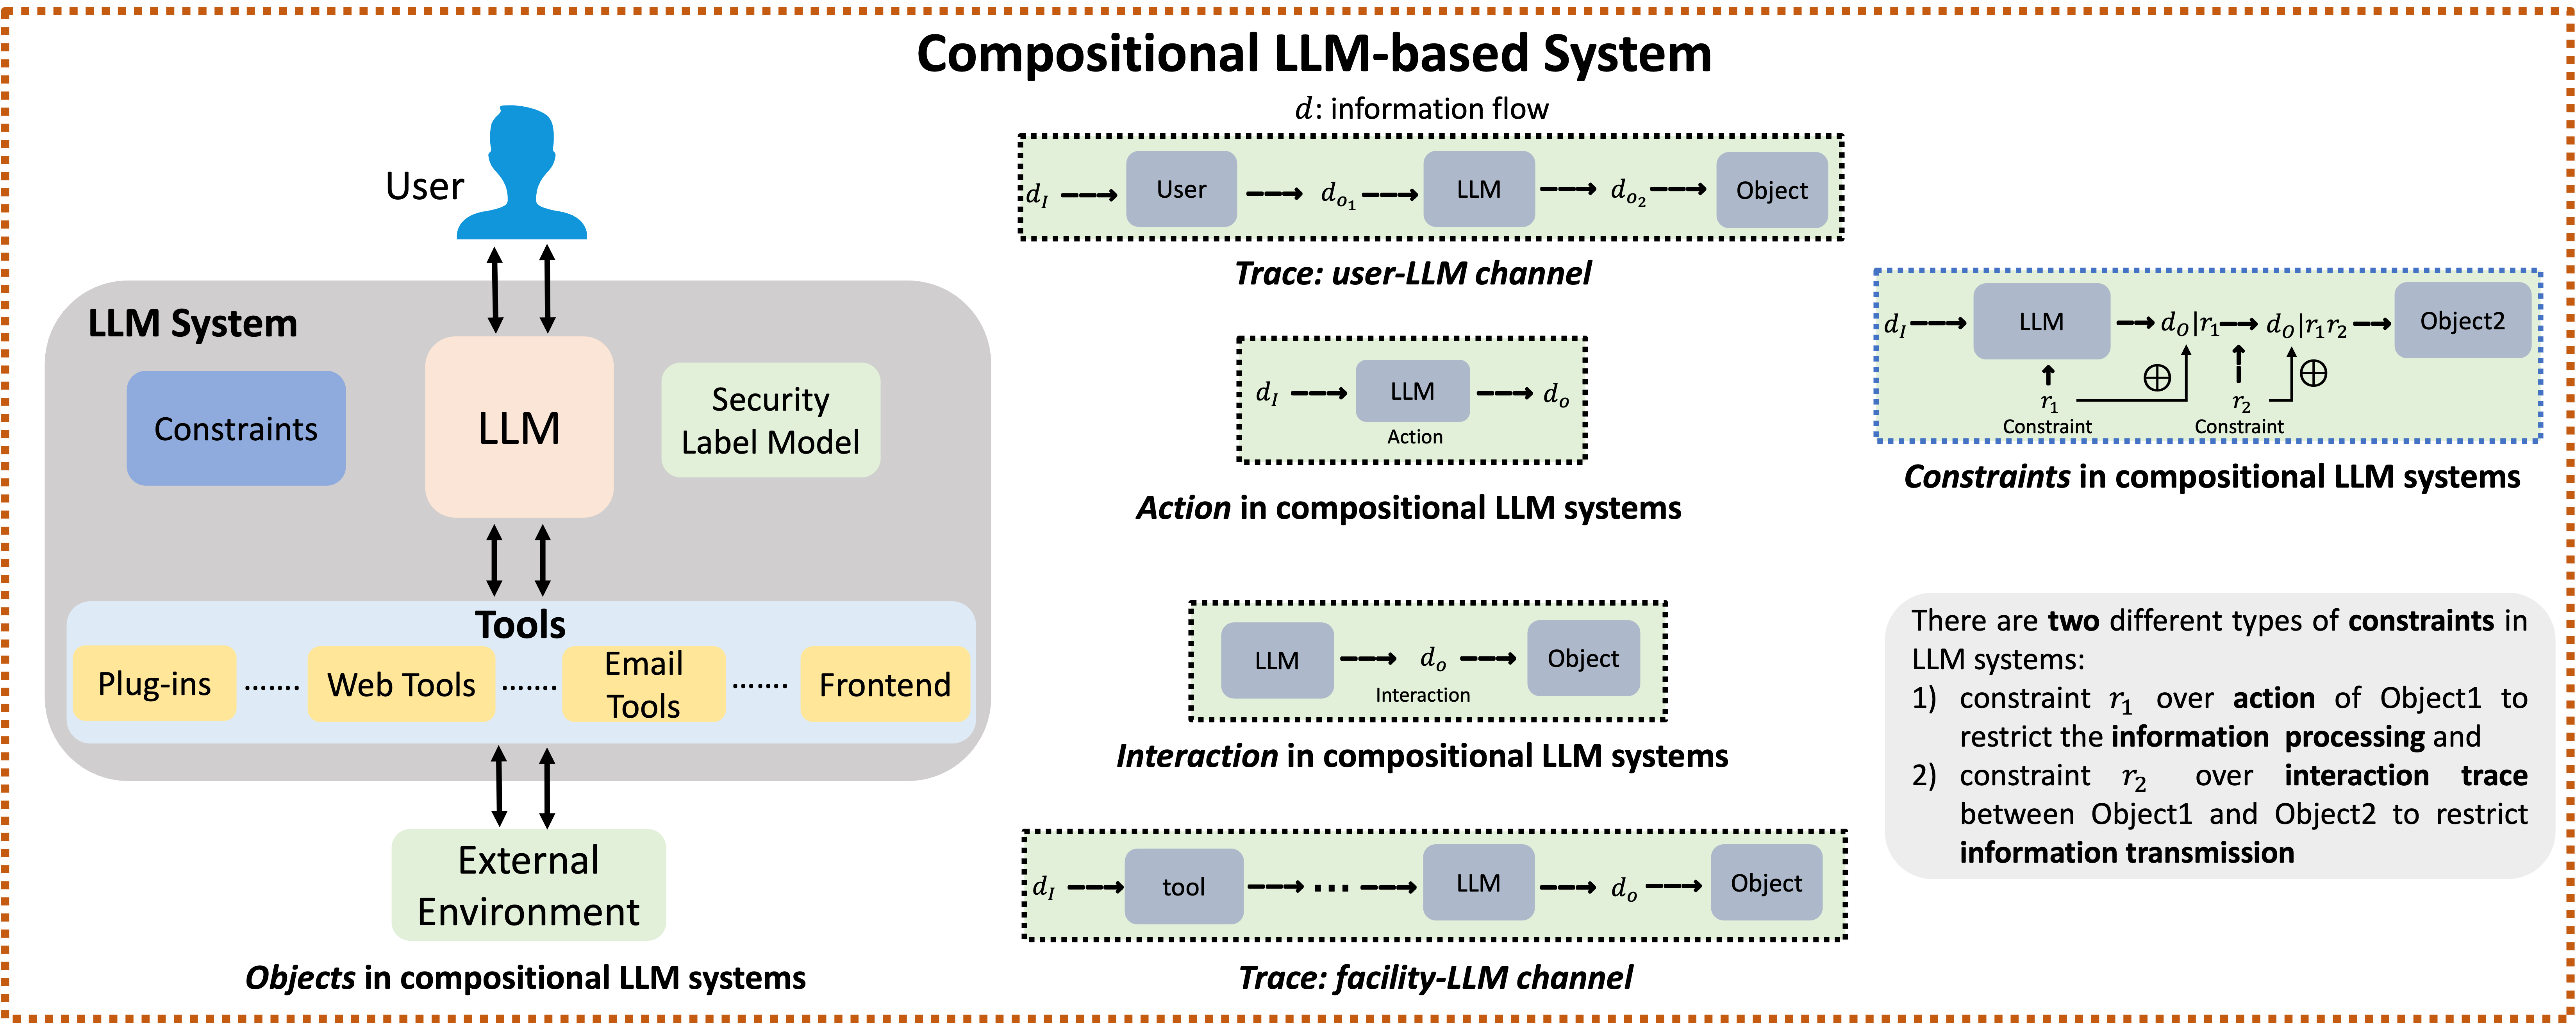 Compositional LLM-based System
User
LLM System
Constraints
LLM
Security
Label Model
Tools
Plug-ins ....... Web Tools ....... Email Tools ....... Frontend
External
Environment
Objects in compositional LLM systems
d: information flow
d_I User d_{o_1} LLM d_{o_2} Object
Trace: user-LLM channel
d_I LLM d_o
Action
Action in compositional LLM systems
LLM d_o Object
Interaction
Interaction in compositional LLM systems
d_I tool ... LLM d_o Object
Trace: facility-LLM channel
d_I LLM d_O|r_1 d_O|r_1r_2 Object2
⊕ ⊕
r_1 r_2
Constraint Constraint
Constraints in compositional LLM systems
There are two different types of constraints in
LLM systems:
1) constraint r_1 over action of Object1 to
restrict the information processing and
2) constraint r_2 over interaction trace
between Object1 and Object2 to restrict
information transmission